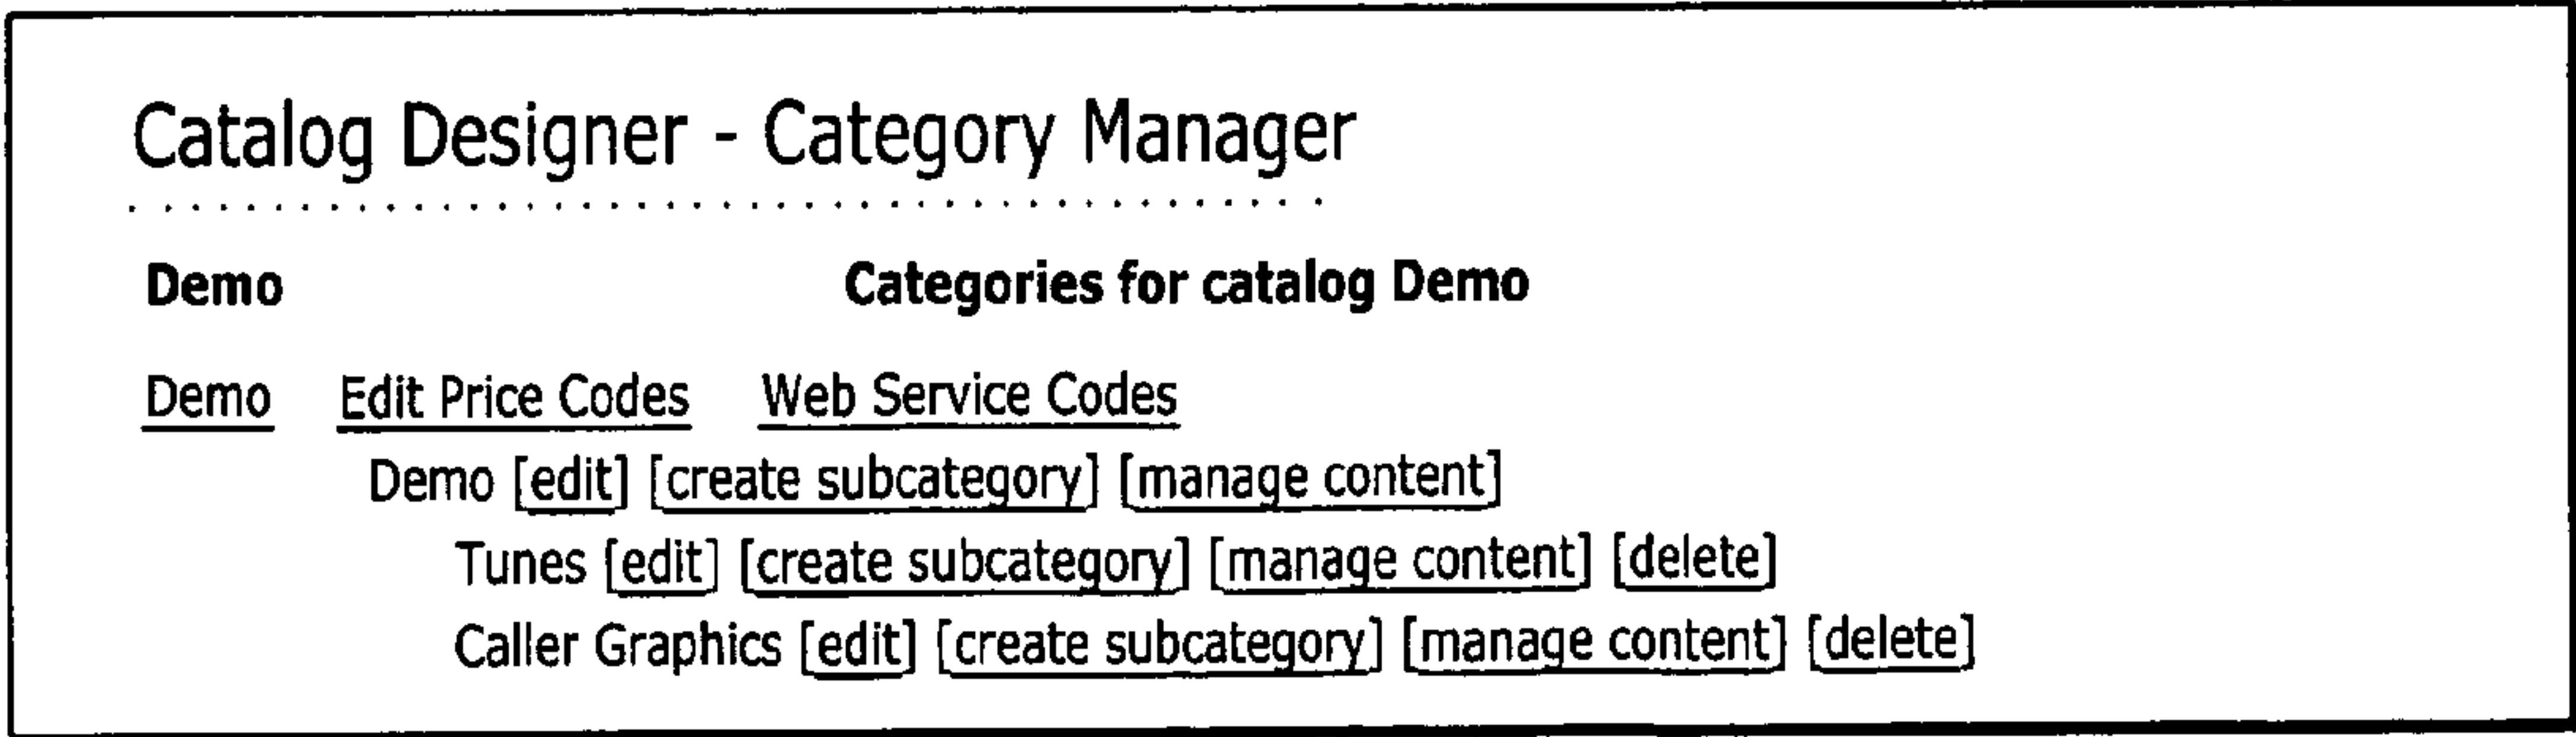 Catalog Designer - Category Manager
Demo Categories for catalog Demo
Demo Edit Price Codes Web Service Codes
Demo [edit] [create subcategory] [manage content]
Tunes [edit] [create subcategory] [manage content] [delete]
Caller Graphics [edit] [create subcategory] [manage content] [delete]